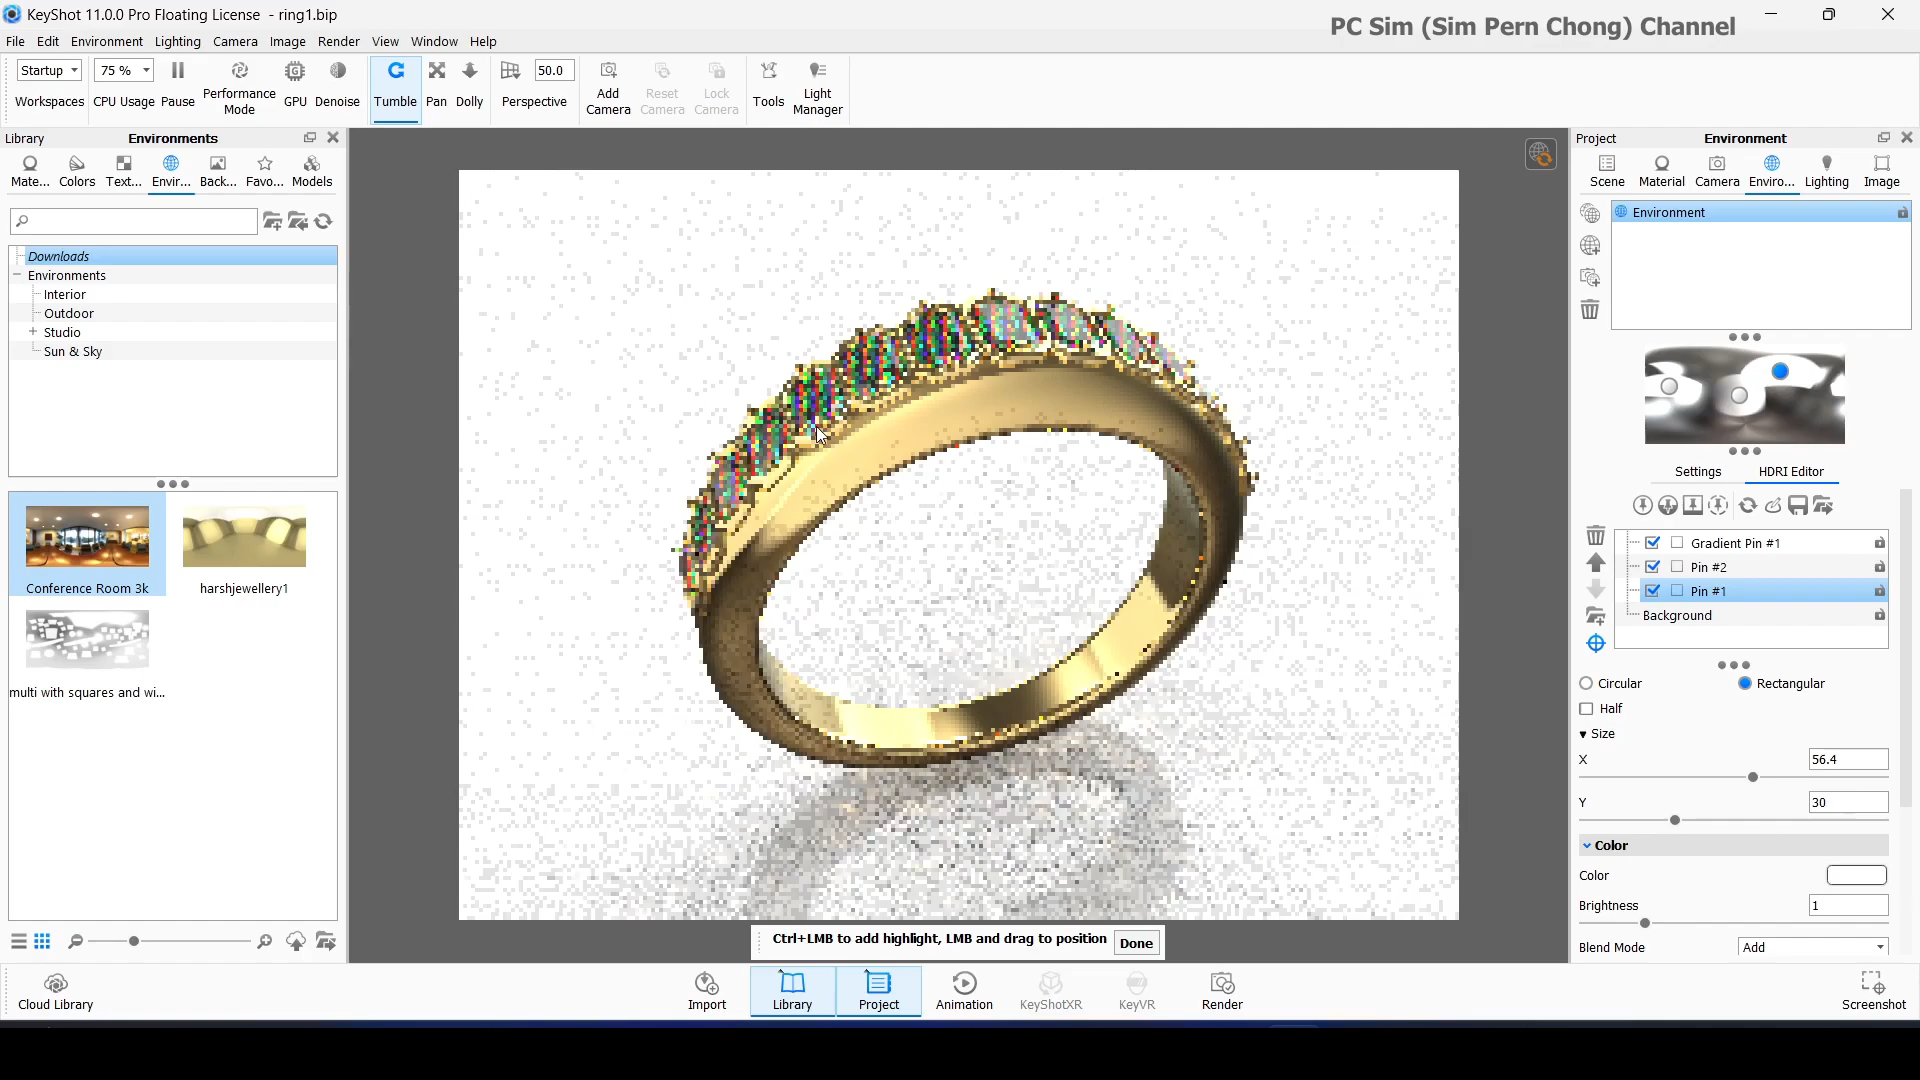 KeyShot 11.0.0 Pro Floating License - ring1.bip
PC Sim (Sim Pern Chong) Channel
File Edit Environment Lighting Camera Image Render View Window Help
Startup 75 % 50.0
Workspaces CPU Usage Pause Performance Mode GPU Denoise Tumble Pan Dolly Perspective Add Camera Reset Camera Lock Camera Tools Light Manager
Library Environments
Mate... Colors Text... Envir... Back... Favo... Models
Downloads
Environments
Interior
Outdoor
Studio
Sun & Sky
Conference Room 3k harshjewellery1
multi with squares and wi...
Project Environment
Scene Material Camera Enviro... Lighting Image
Environment
Settings HDRI Editor
Gradient Pin #1
Pin #2
Pin #1
Background
Circular Rectangular
Half
Size
X 56.4
Y 30
Color
Color
Brightness 1
Blend Mode Add
Ctrl+LMB to add highlight, LMB and drag to position Done
Cloud Library Import Library Project Animation KeyShotXR KeyVR Render Screenshot